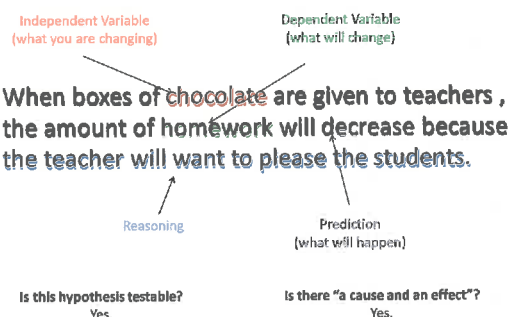 Independent Variable
(what you are changing)
Dependent Variable
(what will change)
When boxes of chocolate are given to teachers ,
the amount of homework will decrease because
the teacher will want to please the students.
Reasoning
Prediction
(what will happen)
Is this hypothesis testable?
Yes
Is there “a cause and an effect”?
Yes.